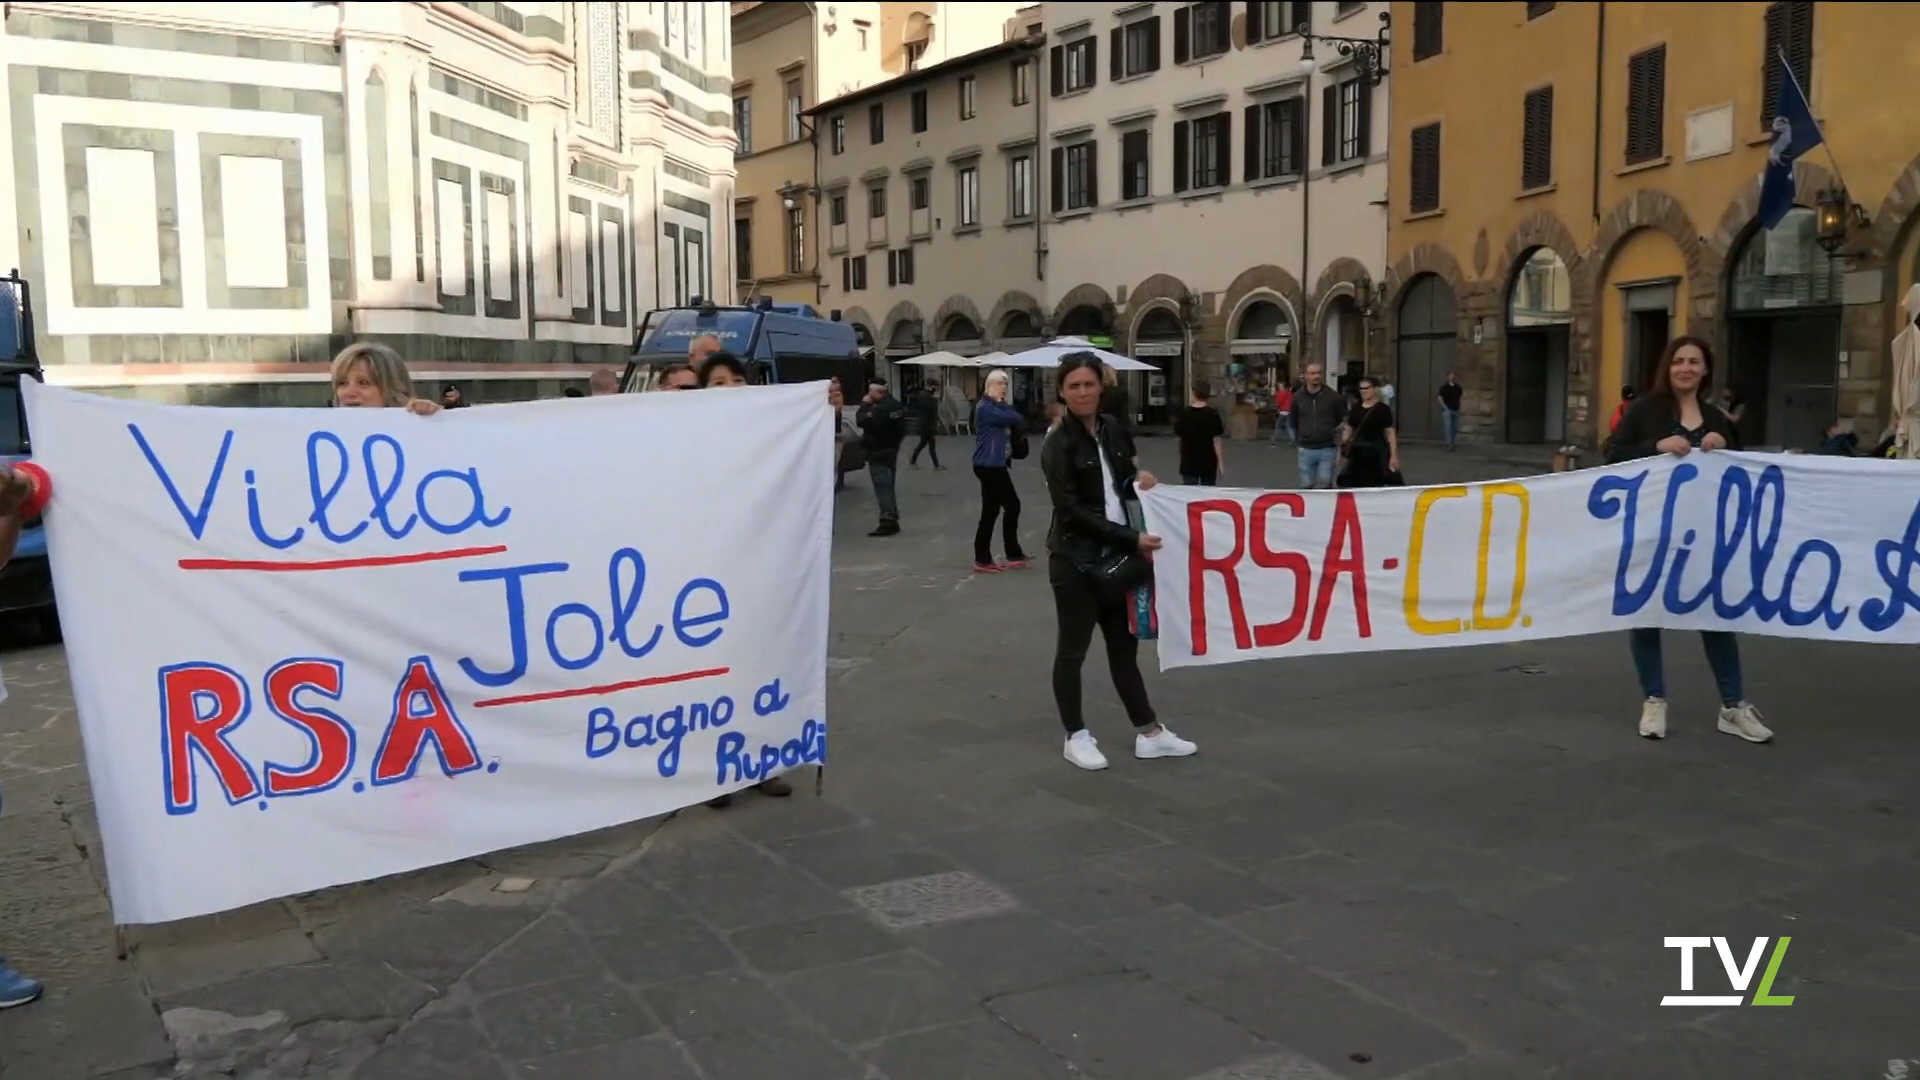 Villa
Jole
R.S.A.
Bagno a
Ripoli
RSA-C.D. Villa
TVL